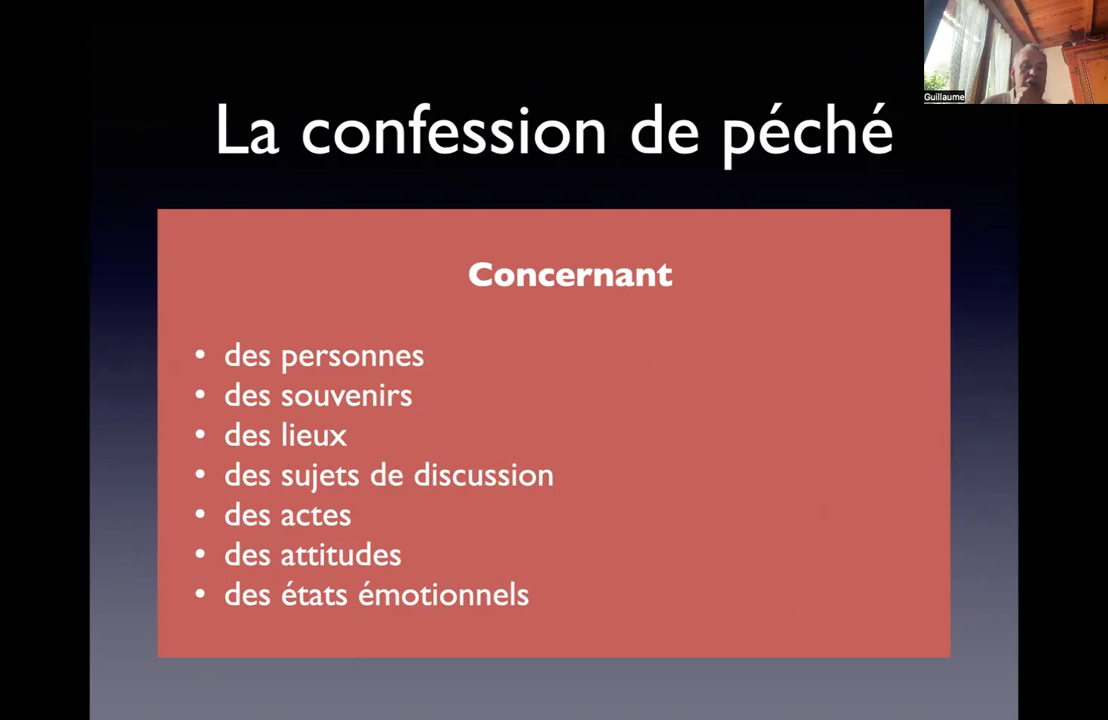 Guillaume
La confession de péché
Concernant
• des personnes
• des souvenirs
• des lieux
• des sujets de discussion
• des actes
• des attitudes
• des états émotionnels